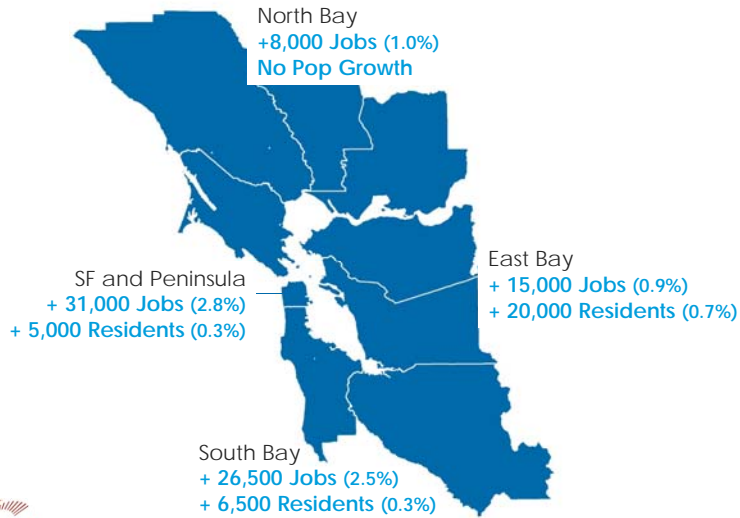 North Bay
+8,000 Jobs (1.0%)
No Pop Growth
East Bay
+ 15,000 Jobs (0.9%)
+ 20,000 Residents (0.7%)
SF and Peninsula
+ 31,000 Jobs (2.8%)
+ 5,000 Residents (0.3%)
South Bay
+ 26,500 Jobs (2.5%)
+ 6,500 Residents (0.3%)